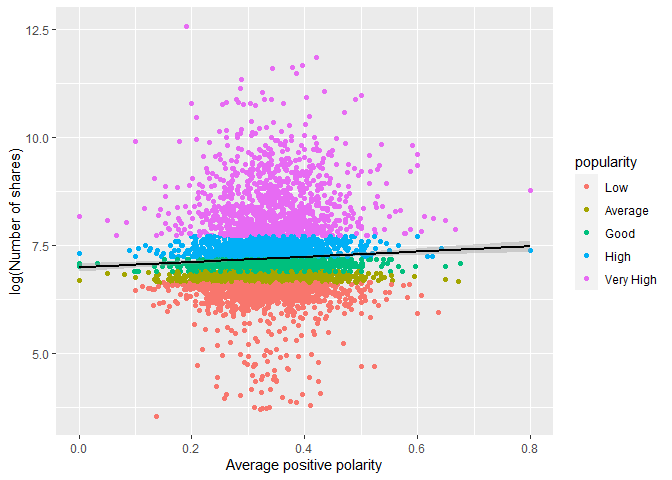 12.5
10.0
7.5
5.0
log(Number of shares)
0.0 0.2 0.4 0.6 0.8
Average positive polarity
popularity
Low
Average
Good
High
Very High